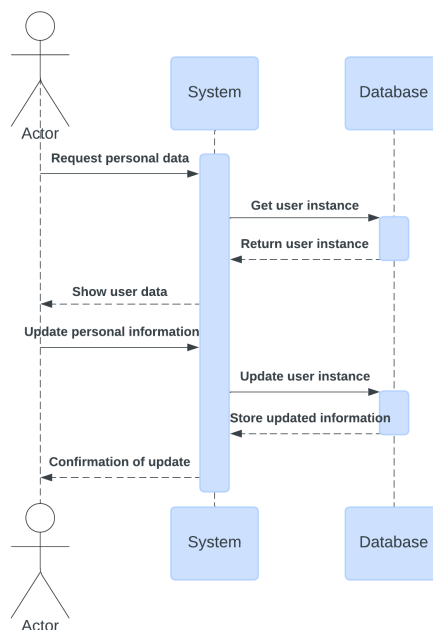 System
Database
Actor
Request personal data
Get user instance
Return user instance
Show user data
Update personal information
Update user instance
Store updated information
Confirmation of update
System
Database
Actor